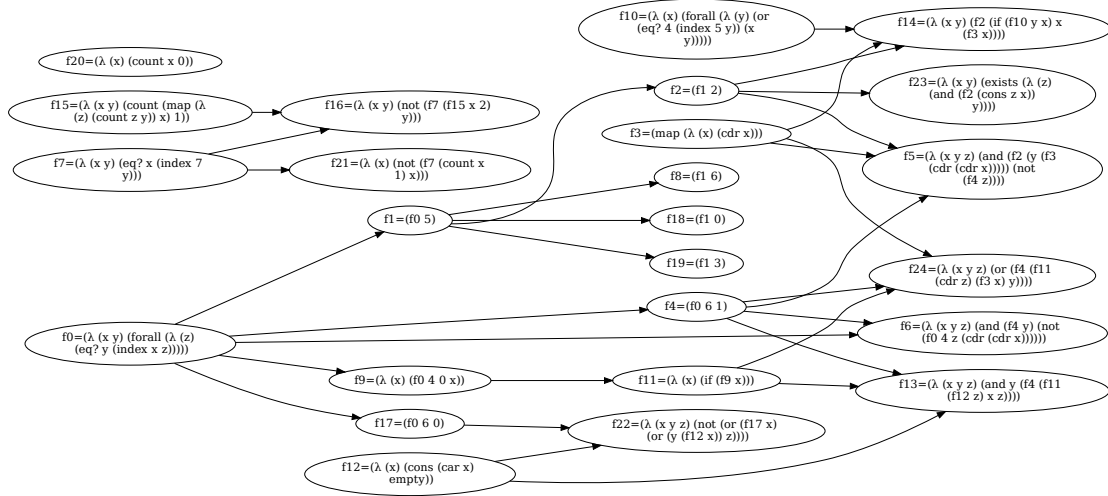 f10=(λ (x) (forall (λ (y) (or
(eq? 4 (index 5 y)) (x
y)))))
f14=(λ (x y) (f2 (if (f10 y x) x
(f3 x))))
f20=(λ (x) (count x 0))
f2=(f1 2)
f23=(λ (x y) (exists (λ (z)
(and (f2 (cons z x))
y))))
f15=(λ (x y) (count (map (λ
(z) (count z y)) x) 1))
f16=(λ (x y) (not (f7 (f15 x 2)
y)))
f3=(map (λ (x) (cdr x)))
f5=(λ (x y z) (and (f2 (y (f3
(cdr (cdr x))))) (not
(f4 z))))
f7=(λ (x y) (eq? x (index 7
y)))
f21=(λ (x) (not (f7 (count x
1) x)))
f8=(f1 6)
f1=(f0 5)
f18=(f1 0)
f19=(f1 3)
f24=(λ (x y z) (or (f4 (f11
(cdr z) (f3 x) y))))
f4=(f0 6 1)
f0=(λ (x y) (forall (λ (z)
(eq? y (index x z)))))
f6=(λ (x y z) (and (f4 y) (not
(f0 4 z (cdr (cdr x))))))
f9=(λ (x) (f0 4 0 x))
f11=(λ (x) (if (f9 x)))
f13=(λ (x y z) (and y (f4 (f11
(f12 z) x z))))
f17=(f0 6 0)
f22=(λ (x y z) (not (or (f17 x)
(or (y (f12 x)) z))))
f12=(λ (x) (cons (car x)
empty))